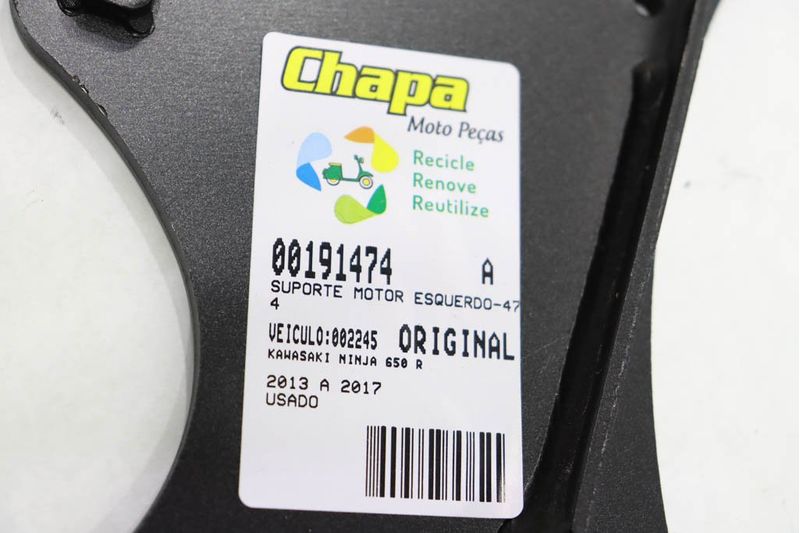 Chapa
Moto Peças
Recicle
Renove
Reutilize
00191474 A
SUPORTE MOTOR ESQUERDO-47
4
VEICULO:002245 ORIGINAL
KAWASAKI NINJA 650 R
2013 A 2017
USADO